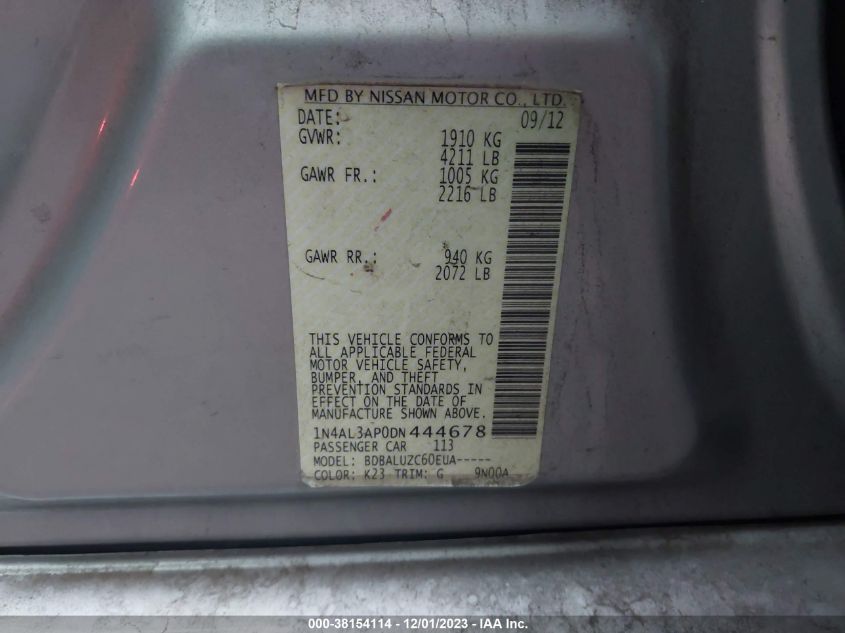 MFD BY NISSAN MOTOR CO., LTD.
DATE: 09/12
GVWR: 1910 KG
4211 LB
GAWR FR.: 1005 KG
2216 LB
GAWR RR.: 940 KG
2072 LB
THIS VEHICLE CONFORMS TO
ALL APPLICABLE FEDERAL
MOTOR VEHICLE SAFETY,
BUMPER, AND THEFT
PREVENTION STANDARDS IN
EFFECT ON THE DATE OF
MANUFACTURE SHOWN ABOVE.
1N4AL3AP0DN444678
PASSENGER CAR 113
MODEL: BDBALUZC60EUA-----
COLOR: K23 TRIM: G 9N00A
000-38154114 - 12/01/2023 - IAA Inc.